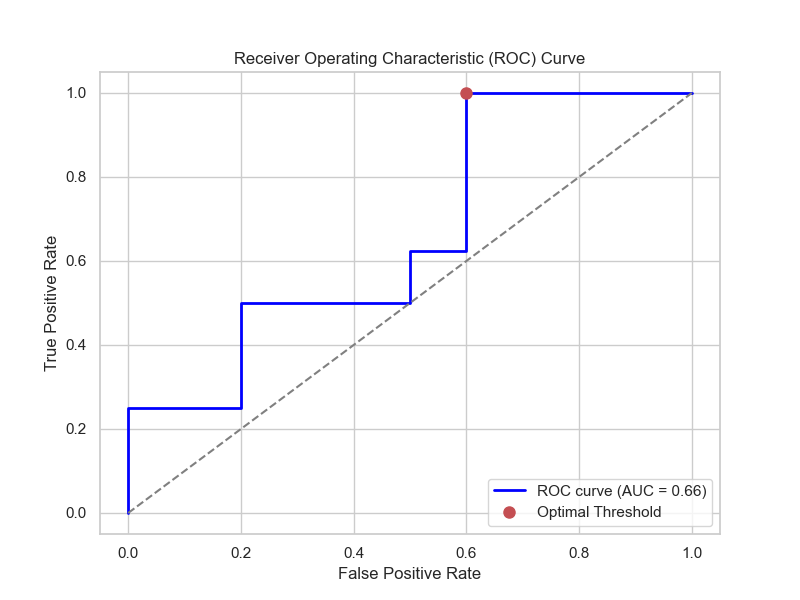 Receiver Operating Characteristic (ROC) Curve
True Positive Rate
1.0
0.8
0.6
0.4
0.2
0.0
ROC curve (AUC = 0.66)
Optimal Threshold
0.0 0.2 0.4 0.6 0.8 1.0
False Positive Rate